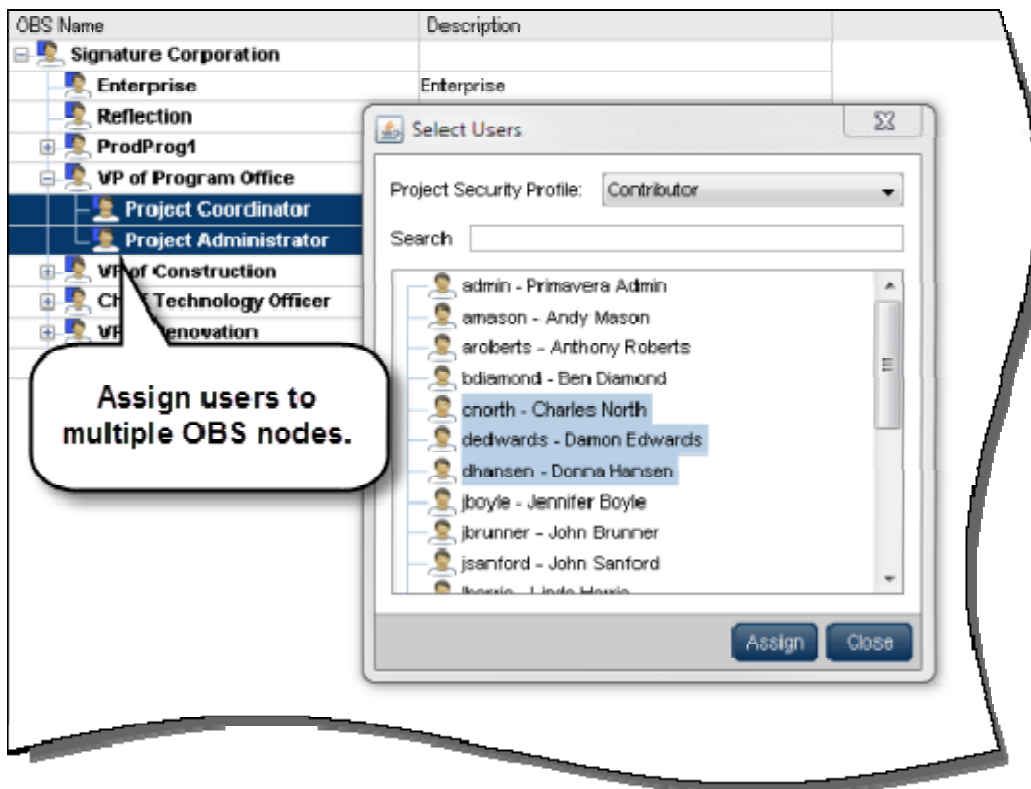 OBS Name Description
Signature Corporation
Enterprise Enterprise
Reflection
ProdProg1
VP of Program Office
Project Coordinator
Project Administrator
VP of Construction
Technology Officer
enovation
Assign users to
multiple OBS nodes.
Select Users
Project Security Profile: Contributor
Search
admin - Primavera Admin
amason - Andy Mason
aroberts - Anthony Roberts
bdiamond - Ben Diamond
cnorth - Charles North
dedwards - Damon Edwards
dhansen - Donna Hansen
jboyle - Jennifer Boyle
jbrunner - John Brunner
jsanford - John Sanford
Assign Close